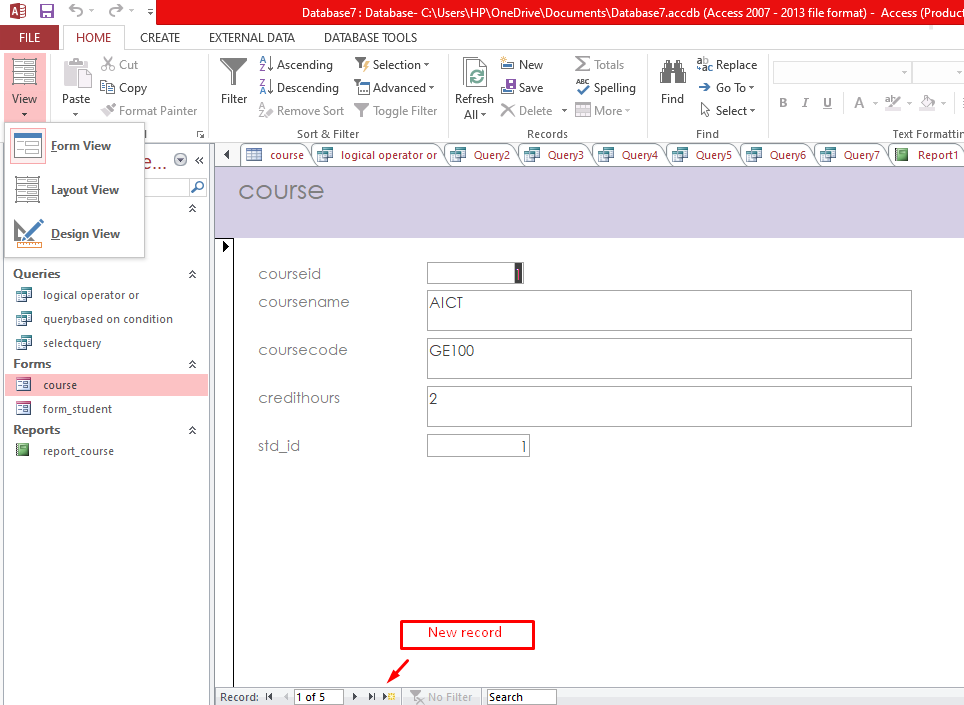 Database7 : Database- C:\Users\HP\OneDrive\Documents\Database7.accdb (Access 2007 - 2013 file format) - Access (Product
FILE HOME CREATE EXTERNAL DATA DATABASE TOOLS
View
Paste
Cut
Copy
Format Painter
Filter
Ascending
Descending
Remove Sort
Selection
Advanced
Toggle Filter
Sort & Filter
Refresh
All
New
Save
Delete
Totals
Spelling
More
Records
Find
Replace
Go To
Select
Find
B I U A
Text Formattin
Form View
Layout View
Design View
e...
course logical operator or Query2 Query3 Query4 Query5 Query6 Query7 Report1
Queries
logical operator or
querybased on condition
selectquery
Forms
course
form_student
Reports
report_course
course
courseid 1
coursename AICT
coursecode GE100
credithours 2
std_id 1
New record
Record: 1 of 5 No Filter Search